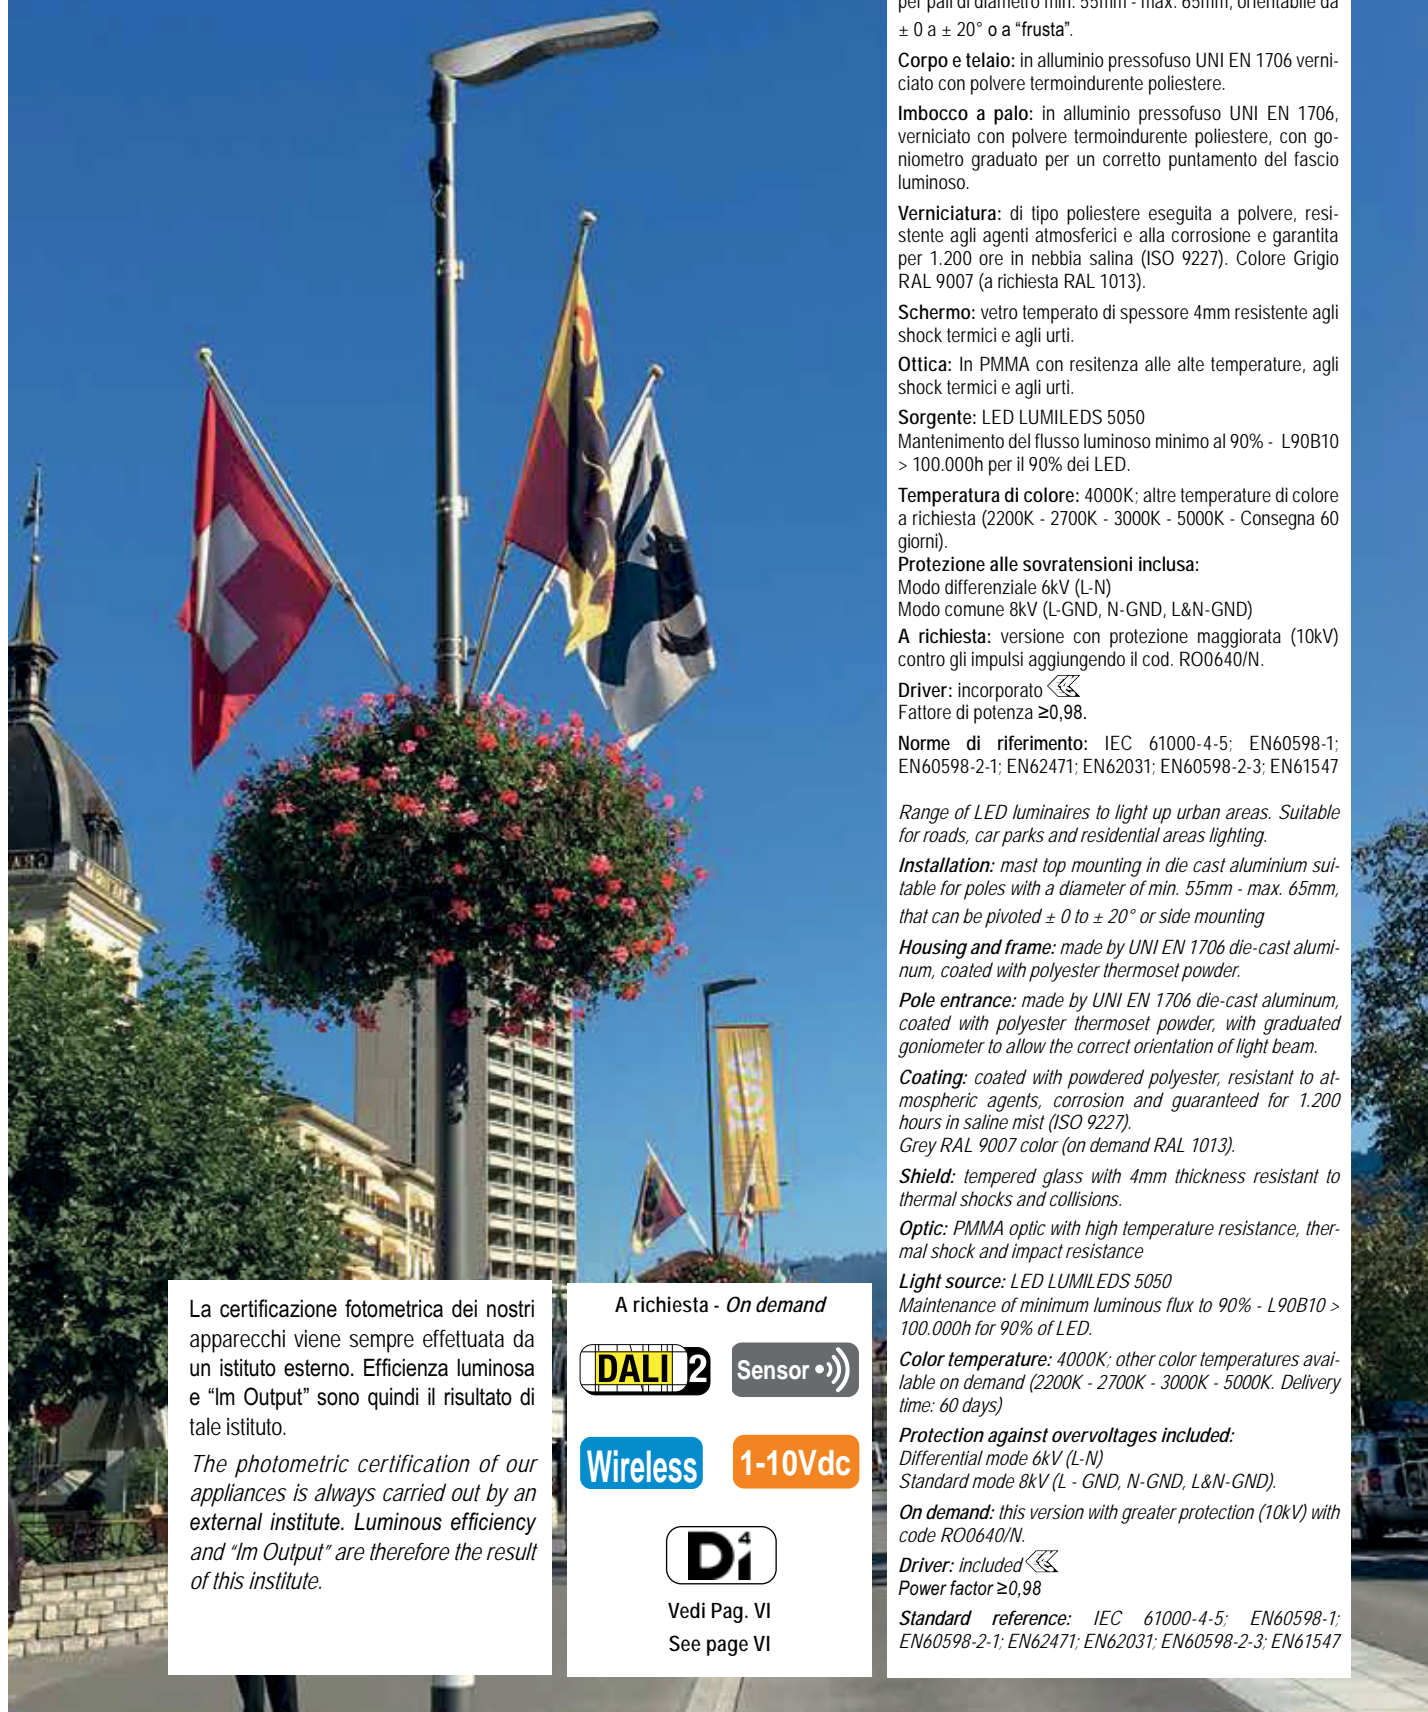 per pali di diametro min. 55mm - max. 65mm, orientabile da
± 0 a ± 20° o a “frusta”.
Corpo e telaio: in alluminio pressofuso UNI EN 1706 verni-
ciato con polvere termoindurente poliestere.
Imbocco a palo: in alluminio pressofuso UNI EN 1706,
verniciato con polvere termoindurente poliestere, con go-
niometro graduato per un corretto puntamento del fascio
luminoso.
Verniciatura: di tipo poliestere eseguita a polvere, resi-
stente agli agenti atmosferici e alla corrosione e garantita
per 1.200 ore in nebbia salina (ISO 9227). Colore Grigio
RAL 9007 (a richiesta RAL 1013).
Schermo: vetro temperato di spessore 4mm resistente agli
shock termici e agli urti.
Ottica: In PMMA con resitenza alle alte temperature, agli
shock termici e agli urti.
Sorgente: LED LUMILEDS 5050
Mantenimento del flusso luminoso minimo al 90% - L90B10
> 100.000h per il 90% dei LED.
Temperatura di colore: 4000K; altre temperature di colore
a richiesta (2200K - 2700K - 3000K - 5000K - Consegna 60
giorni).
Protezione alle sovratensioni inclusa:
Modo differenziale 6kV (L-N)
Modo comune 8kV (L-GND, N-GND, L&N-GND)
A richiesta: versione con protezione maggiorata (10kV)
contro gli impulsi aggiungendo il cod. RO0640/N.
Driver: incorporato
Fattore di potenza ≥0,98.
Norme di riferimento: IEC 61000-4-5; EN60598-1;
EN60598-2-1; EN62471; EN62031; EN60598-2-3; EN61547
Range of LED luminaires to light up urban areas. Suitable
for roads, car parks and residential areas lighting.
Installation: mast top mounting in die cast aluminium sui-
table for poles with a diameter of min. 55mm - max. 65mm,
that can be pivoted ± 0 to ± 20° or side mounting
Housing and frame: made by UNI EN 1706 die-cast alumi-
num, coated with polyester thermoset powder.
Pole entrance: made by UNI EN 1706 die-cast aluminum,
coated with polyester thermoset powder, with graduated
goniometer to allow the correct orientation of light beam.
Coating: coated with powdered polyester, resistant to at-
mospheric agents, corrosion and guaranteed for 1.200
hours in saline mist (ISO 9227).
Grey RAL 9007 color (on demand RAL 1013).
Shield: tempered glass with 4mm thickness resistant to
thermal shocks and collisions.
Optic: PMMA optic with high temperature resistance, ther-
mal shock and impact resistance
Light source: LED LUMILEDS 5050
Maintenance of minimum luminous flux to 90% - L90B10 >
100.000h for 90% of LED.
Color temperature: 4000K; other color temperatures avai-
lable on demand (2200K - 2700K - 3000K - 5000K. Delivery
time: 60 days)
Protection against overvoltages included:
Differential mode 6kV (L-N)
Standard mode 8kV (L - GND, N-GND, L&N-GND).
On demand: this version with greater protection (10kV) with
code RO0640/N.
Driver: included
Power factor ≥0,98
Standard reference: IEC 61000-4-5; EN60598-1;
EN60598-2-1; EN62471; EN62031; EN60598-2-3; EN61547
La certificazione fotometrica dei nostri
apparecchi viene sempre effettuata da
un istituto esterno. Efficienza luminosa
e “lm Output” sono quindi il risultato di
tale istituto.
The photometric certification of our
appliances is always carried out by an
external institute. Luminous efficiency
and “lm Output” are therefore the result
of this institute.
A richiesta - On demand
DALI 2
Sensor
Wireless
1-10Vdc
D4i
Vedi Pag. VI
See page VI